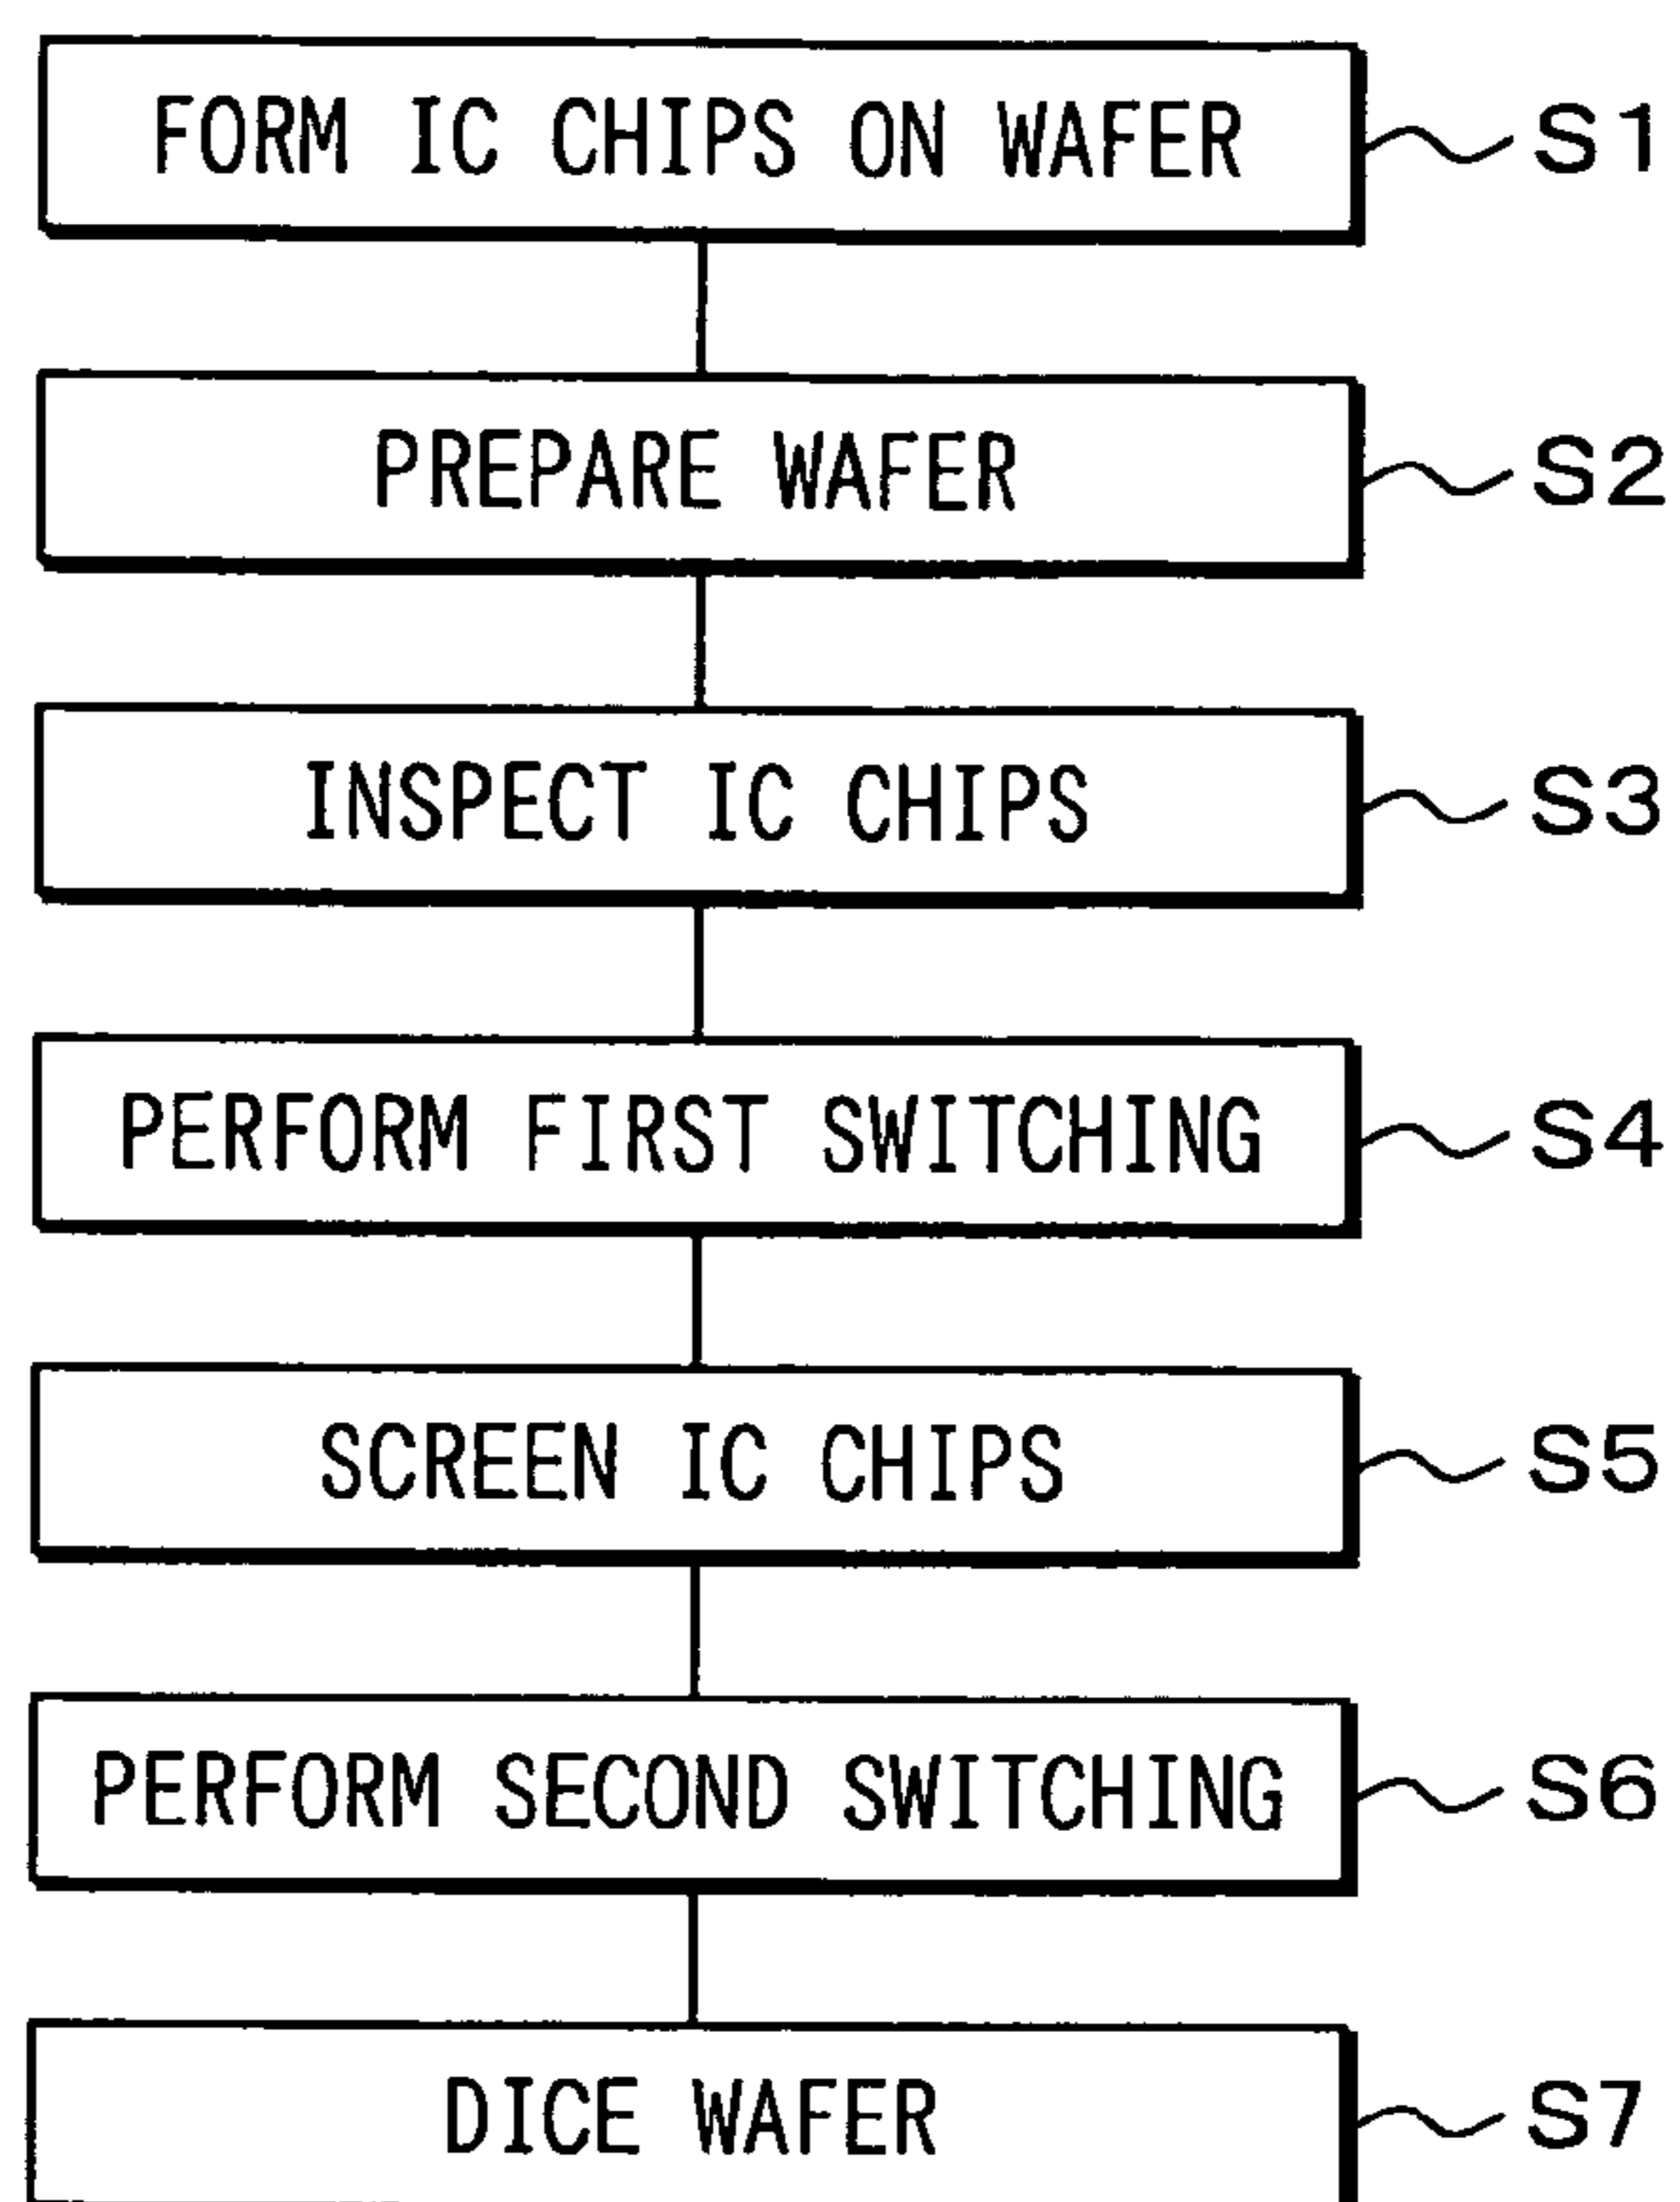 FORM IC CHIPS ON WAFER S1
PREPARE WAFER S2
INSPECT IC CHIPS S3
PERFORM FIRST SWITCHING S4
SCREEN IC CHIPS S5
PERFORM SECOND SWITCHING S6
DICE WAFER S7